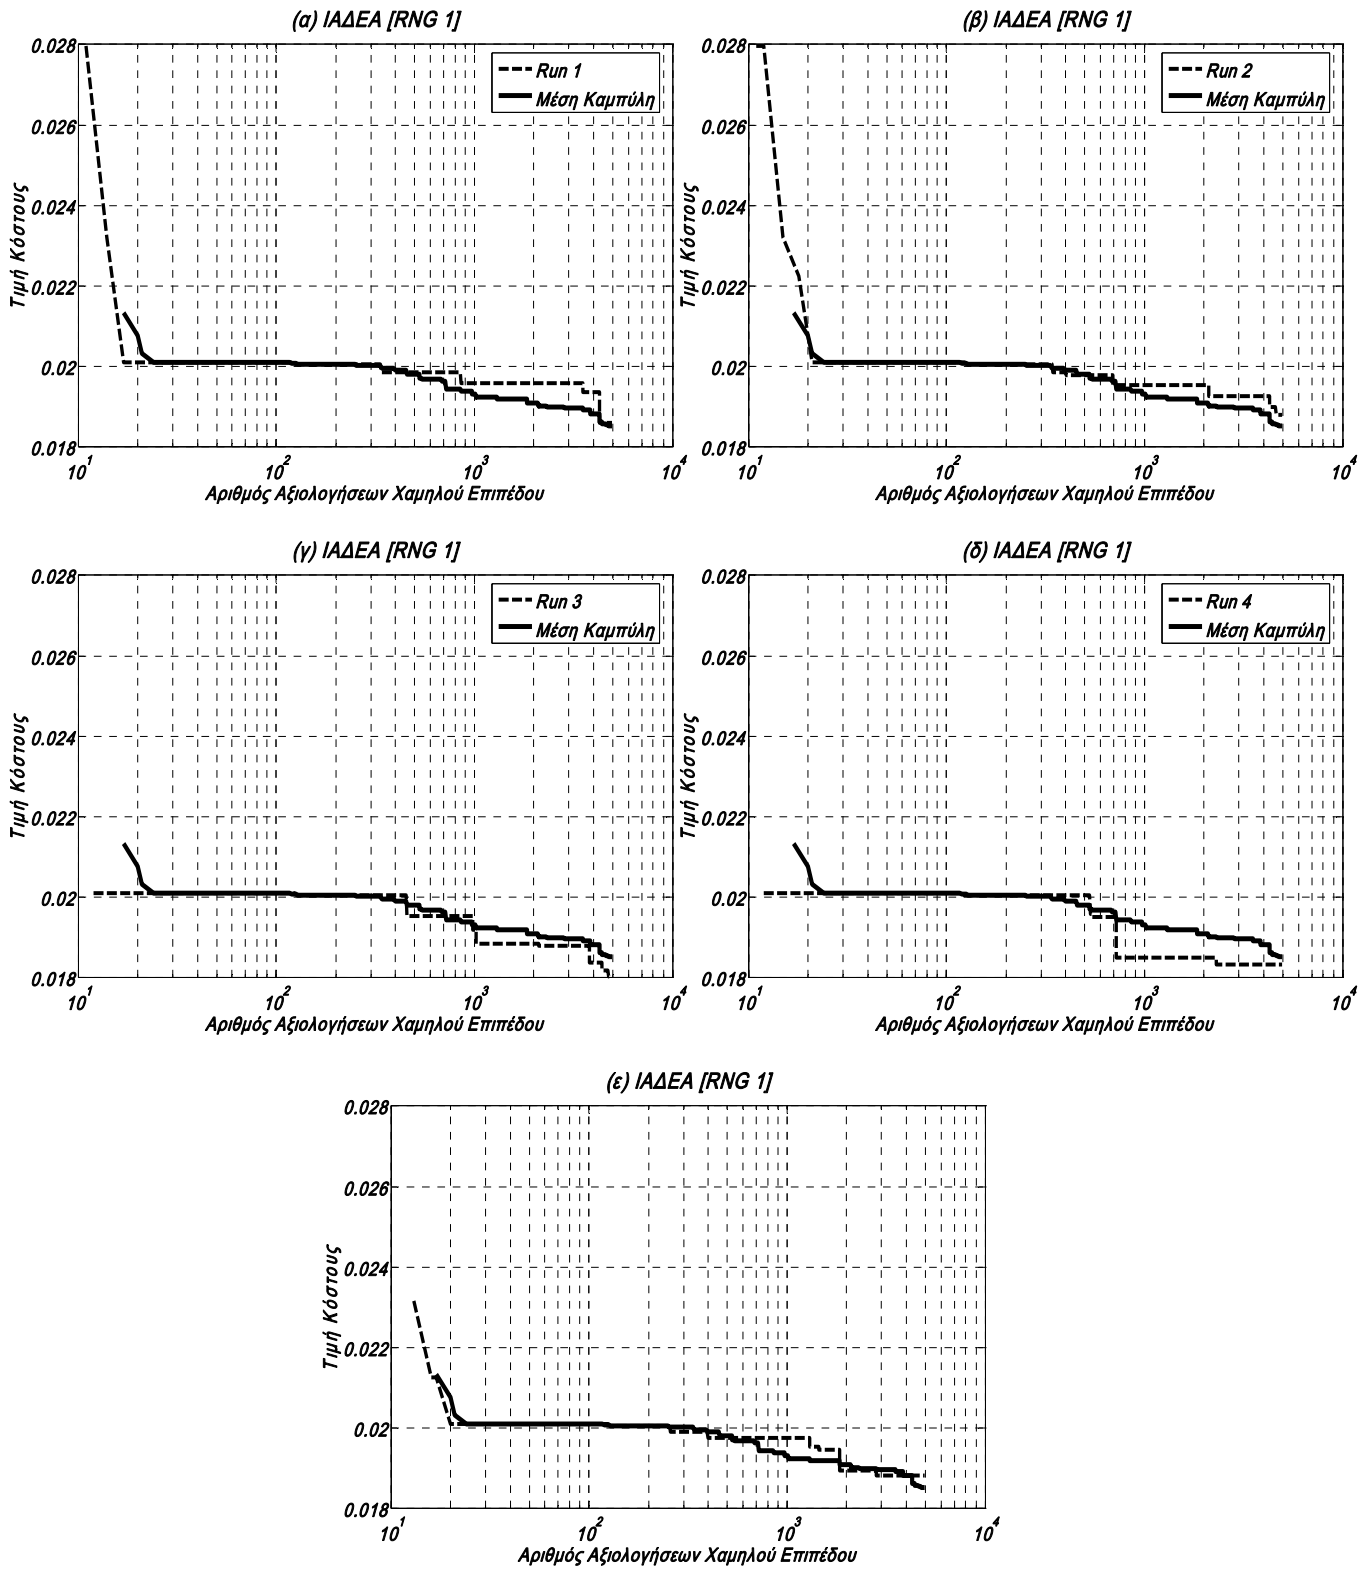 (α) ΙΑΔΕΑ [RNG 1]
0.028
0.026
0.024
0.022
0.02
0.018
Τιμή Κόστους
Run 1
Μέση Καμπύλη
10^1 10^2 10^3 10^4
Αριθμός Αξιολογήσεων Χαμηλού Επιπέδου
(β) ΙΑΔΕΑ [RNG 1]
0.028
0.026
0.024
0.022
0.02
0.018
Τιμή Κόστους
Run 2
Μέση Καμπύλη
10^1 10^2 10^3 10^4
Αριθμός Αξιολογήσεων Χαμηλού Επιπέδου
(γ) ΙΑΔΕΑ [RNG 1]
0.028
0.026
0.024
0.022
0.02
0.018
Τιμή Κόστους
Run 3
Μέση Καμπύλη
10^1 10^2 10^3 10^4
Αριθμός Αξιολογήσεων Χαμηλού Επιπέδου
(δ) ΙΑΔΕΑ [RNG 1]
0.028
0.026
0.024
0.022
0.02
0.018
Τιμή Κόστους
Run 4
Μέση Καμπύλη
10^1 10^2 10^3 10^4
Αριθμός Αξιολογήσεων Χαμηλού Επιπέδου
(ε) ΙΑΔΕΑ [RNG 1]
0.028
0.026
0.024
0.022
0.02
0.018
Τιμή Κόστους
10^1 10^2 10^3 10^4
Αριθμός Αξιολογήσεων Χαμηλού Επιπέδου